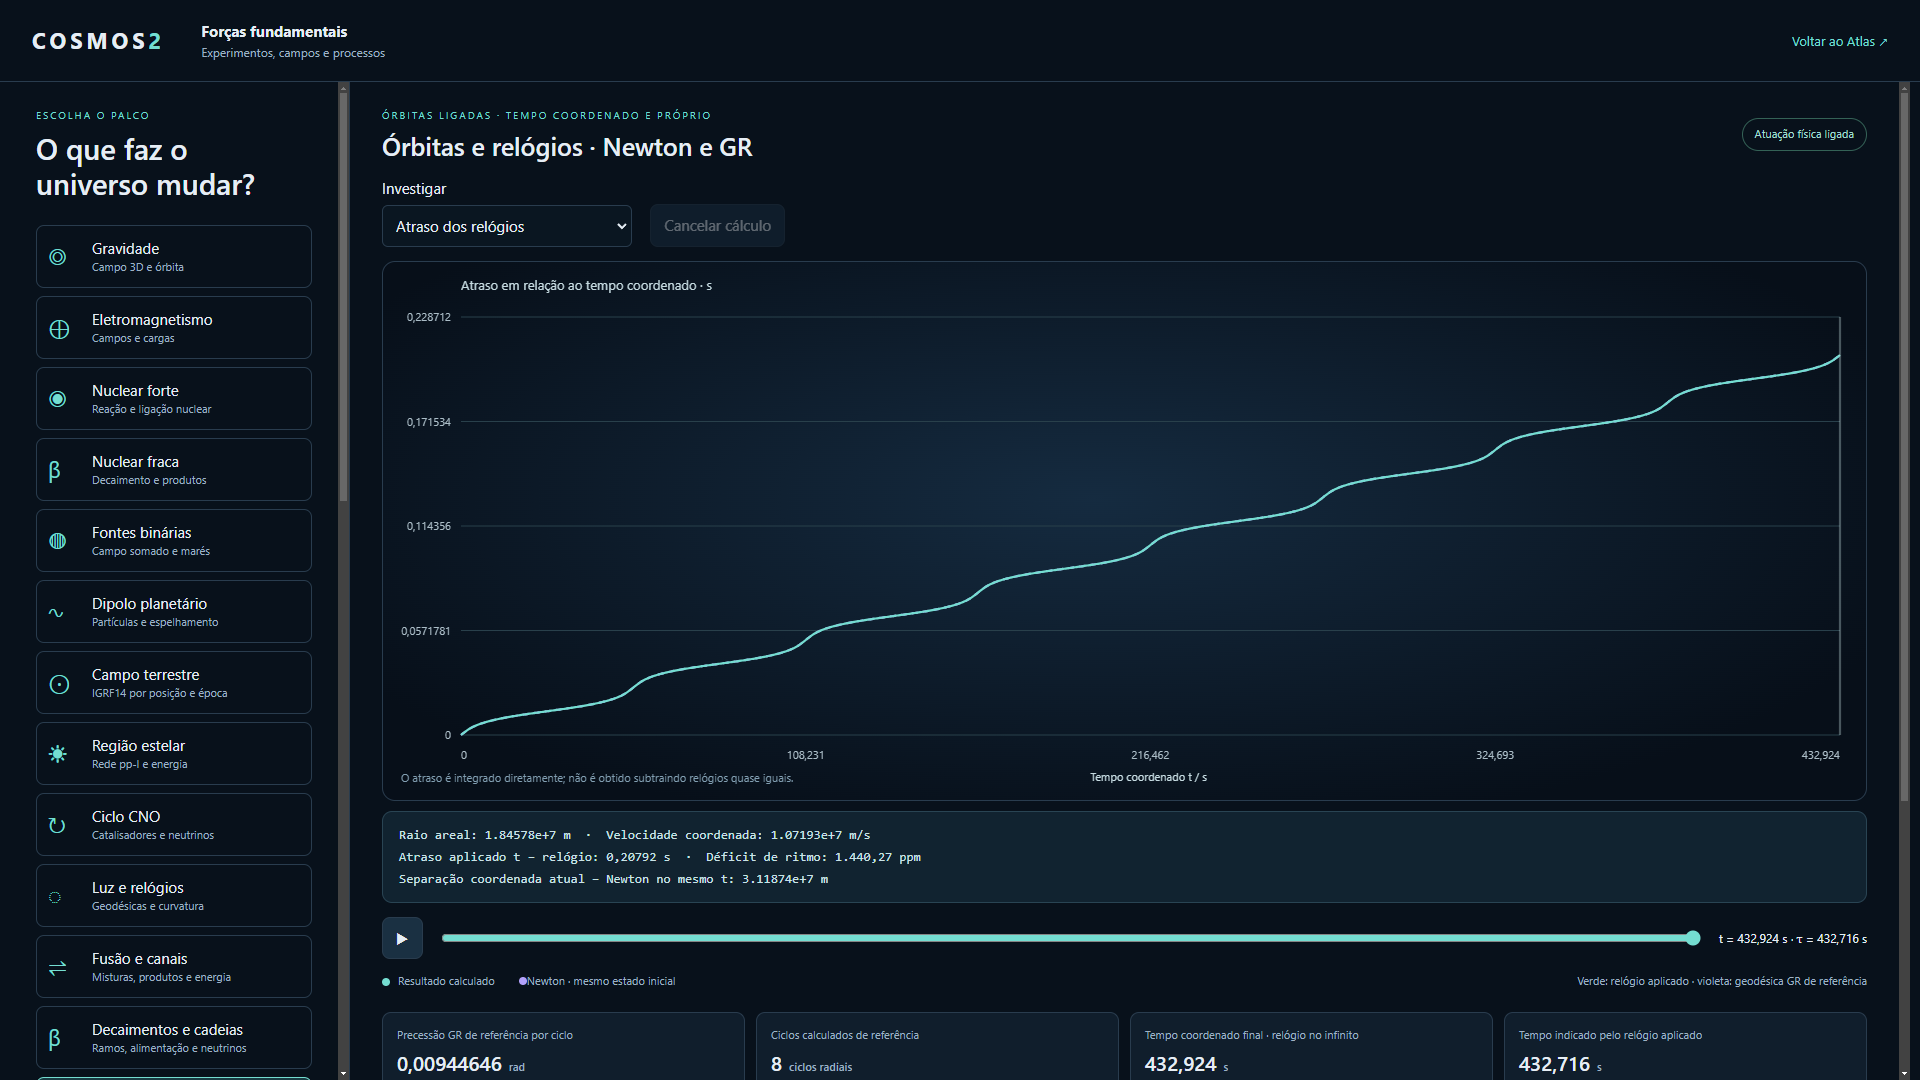 COSMOS2
Forças fundamentais
Experimentos, campos e processos
Voltar ao Atlas ↗
ESCOLHA O PALCO
O que faz o
universo mudar?
Gravidade
Campo 3D e órbita
Eletromagnetismo
Campos e cargas
Nuclear forte
Reação e ligação nuclear
β
Nuclear fraca
Decaimento e produtos
Fontes binárias
Campo somado e marés
Dipolo planetário
Partículas e espelhamento
Campo terrestre
IGRF14 por posição e época
Região estelar
Rede pp-I e energia
Ciclo CNO
Catalisadores e neutrinos
Luz e relógios
Geodésicas e curvatura
Fusão e canais
Misturas, produtos e energia
β
Decaimentos e cadeias
Ramos, alimentação e neutrinos
ÓRBITAS LIGADAS · TEMPO COORDENADO E PRÓPRIO
Órbitas e relógios · Newton e GR
Atuação física ligada
Investigar
Atraso dos relógios
Cancelar cálculo
Atraso em relação ao tempo coordenado · s
0,228712
0,171534
0,114356
0,0571781
0
0
108,231
216,462
324,693
432,924
O atraso é integrado diretamente; não é obtido subtraindo relógios quase iguais.
Tempo coordenado t / s
Raio areal: 1.84578e+7 m · Velocidade coordenada: 1.07193e+7 m/s
Atraso aplicado t − relógio: 0,20792 s · Déficit de ritmo: 1.440,27 ppm
Separação coordenada atual − Newton no mesmo t: 3.11874e+7 m
t = 432,924 s · τ = 432,716 s
Resultado calculado
Newton · mesmo estado inicial
Verde: relógio aplicado · violeta: geodésica GR de referência
Precessão GR de referência por ciclo
0,00944646 rad
Ciclos calculados de referência
8 ciclos radiais
Tempo coordenado final · relógio no infinito
432,924 s
Tempo indicado pelo relógio aplicado
432,716 s